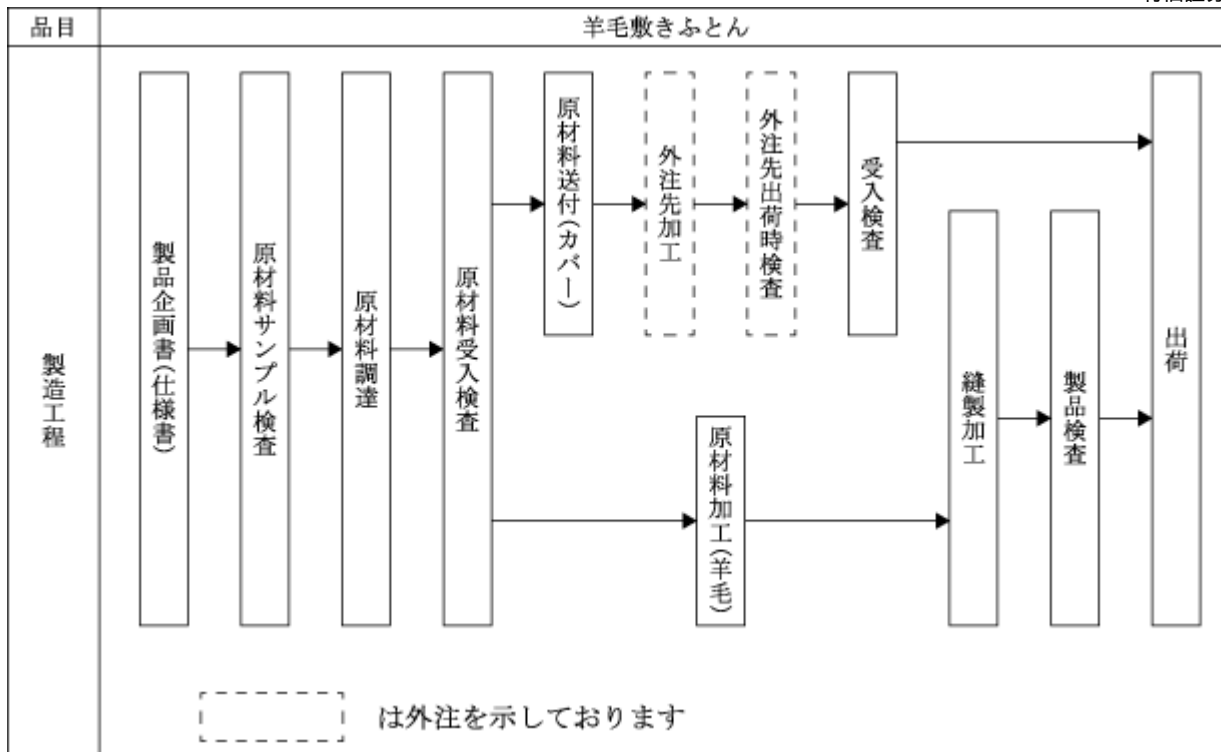 品目
羊毛敷きふとん
製造工程
製品企画書(仕様書)
原材料サンプル検査
原材料調達
原材料受入検査
原材料送付(カバー)
外注先加工
外注先出荷時検査
受入検査
原材料加工(羊毛)
縫製加工
製品検査
出荷
は外注を示しております